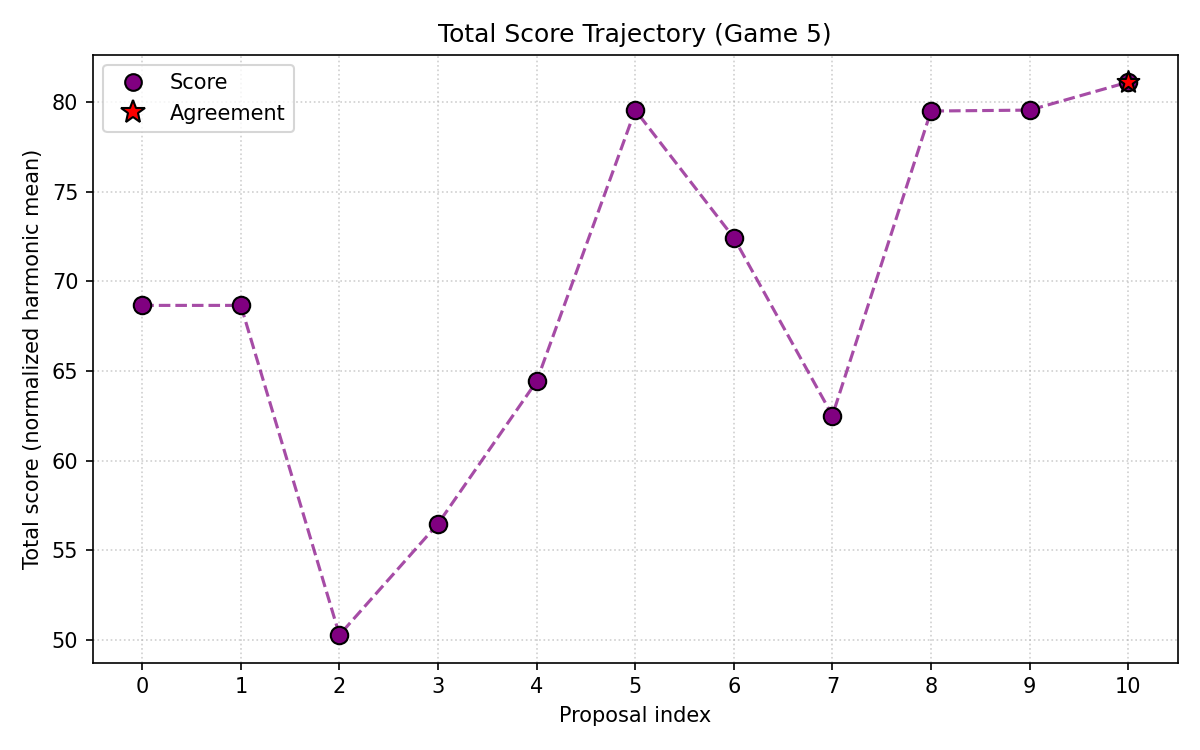 Total Score Trajectory (Game 5)
Score
Agreement
Total score (normalized harmonic mean)
80
75
70
65
60
55
50
0 1 2 3 4 5 6 7 8 9 10
Proposal index